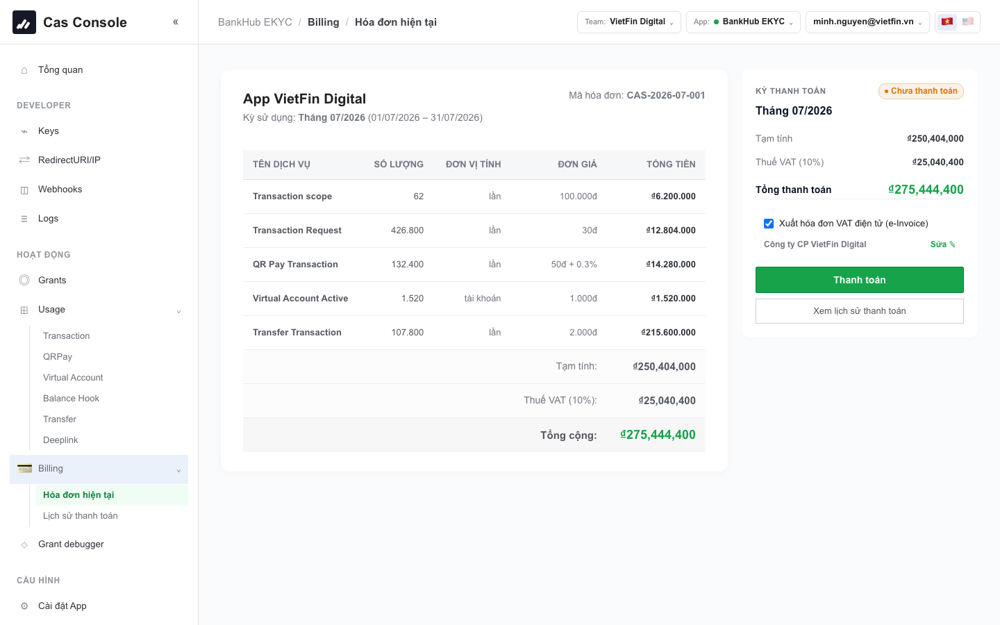 Cas Console
«
BankHub EKYC / Billing / Hóa đơn hiện tại
Team: VietFin Digital
App: BankHub EKYC
minh.nguyen@vietfin.vn
Tổng quan
DEVELOPER
Keys
RedirectURI/IP
Webhooks
Logs
HOẠT ĐỘNG
Grants
Usage
Transaction
QRPay
Virtual Account
Balance Hook
Transfer
Deeplink
Billing
Hóa đơn hiện tại
Lịch sử thanh toán
Grant debugger
CẤU HÌNH
Cài đặt App
App VietFin Digital
Mã hóa đơn: CAS-2026-07-001
Kỳ sử dụng: Tháng 07/2026 (01/07/2026 – 31/07/2026)
TÊN DỊCH VỤ SỐ LƯỢNG ĐƠN VỊ TÍNH ĐƠN GIÁ TỔNG TIỀN
Transaction scope 62 lần 100.000đ ₫6.200.000
Transaction Request 426.800 lần 30đ ₫12.804.000
QR Pay Transaction 132.400 lần 50đ + 0.3% ₫14.280.000
Virtual Account Active 1.520 tài khoản 1.000đ ₫1.520.000
Transfer Transaction 107.800 lần 2.000đ ₫215.600.000
Tạm tính: ₫250,404,000
Thuế VAT (10%): ₫25,040,400
Tổng cộng: ₫275,444,400
KỲ THANH TOÁN
Chưa thanh toán
Tháng 07/2026
Tạm tính ₫250,404,000
Thuế VAT (10%) ₫25,040,400
Tổng thanh toán ₫275,444,400
Xuất hóa đơn VAT điện tử (e-Invoice)
Công ty CP VietFin Digital Sửa ✎
Thanh toán
Xem lịch sử thanh toán